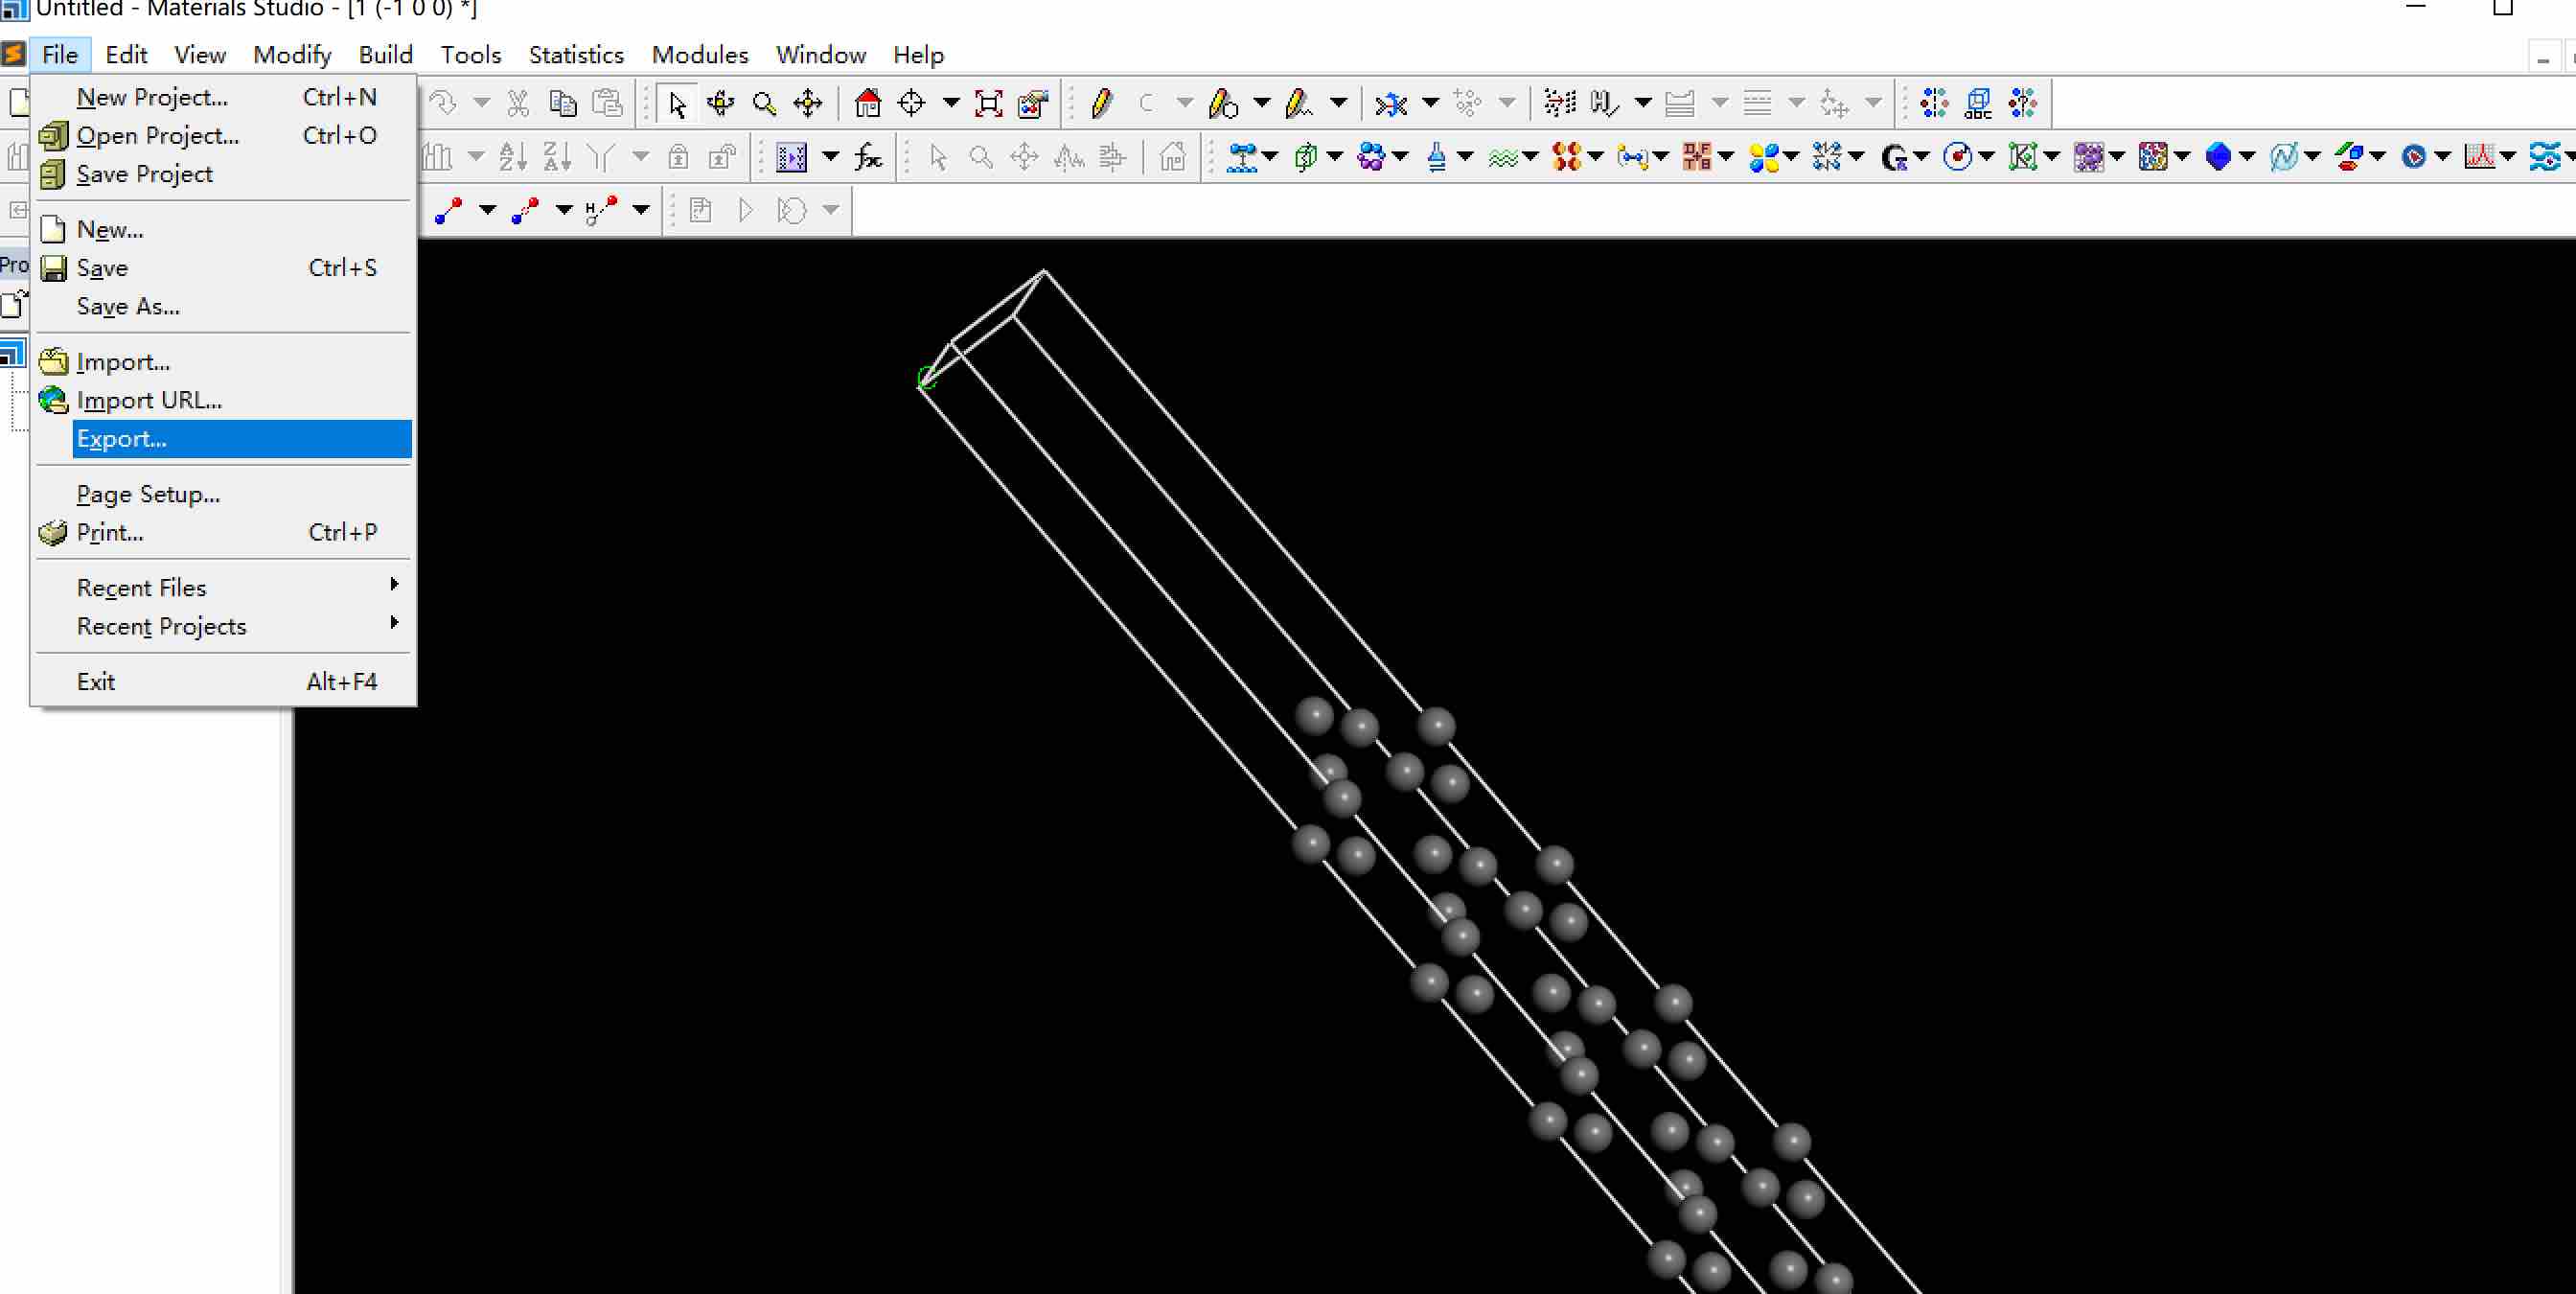 Untitled - Materials Studio - [1 (-1 0 0) *]
File Edit View Modify Build Tools Statistics Modules Window Help
New Project... Ctrl+N
Open Project... Ctrl+O
Save Project
New...
Save Ctrl+S
Save As...
Import...
Import URL...
Export...
Page Setup...
Print... Ctrl+P
Recent Files
Recent Projects
Exit Alt+F4
Pro